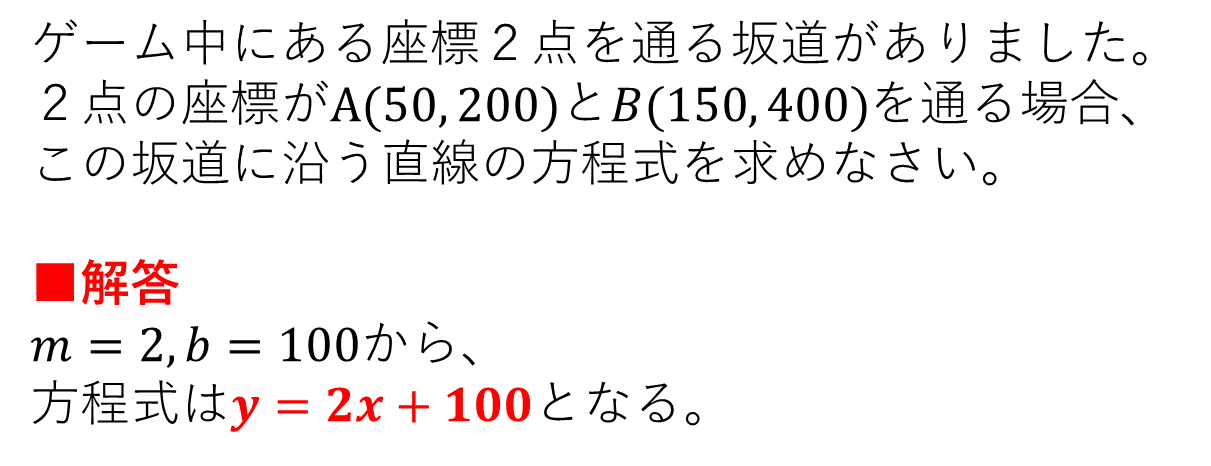 ゲーム中にある座標２点を通る坂道がありました。
２点の座標がA(50, 200)とB(150, 400)を通る場合、
この坂道に沿う直線の方程式を求めなさい。
■解答
m = 2, b = 100から、
方程式はy = 2x + 100となる。